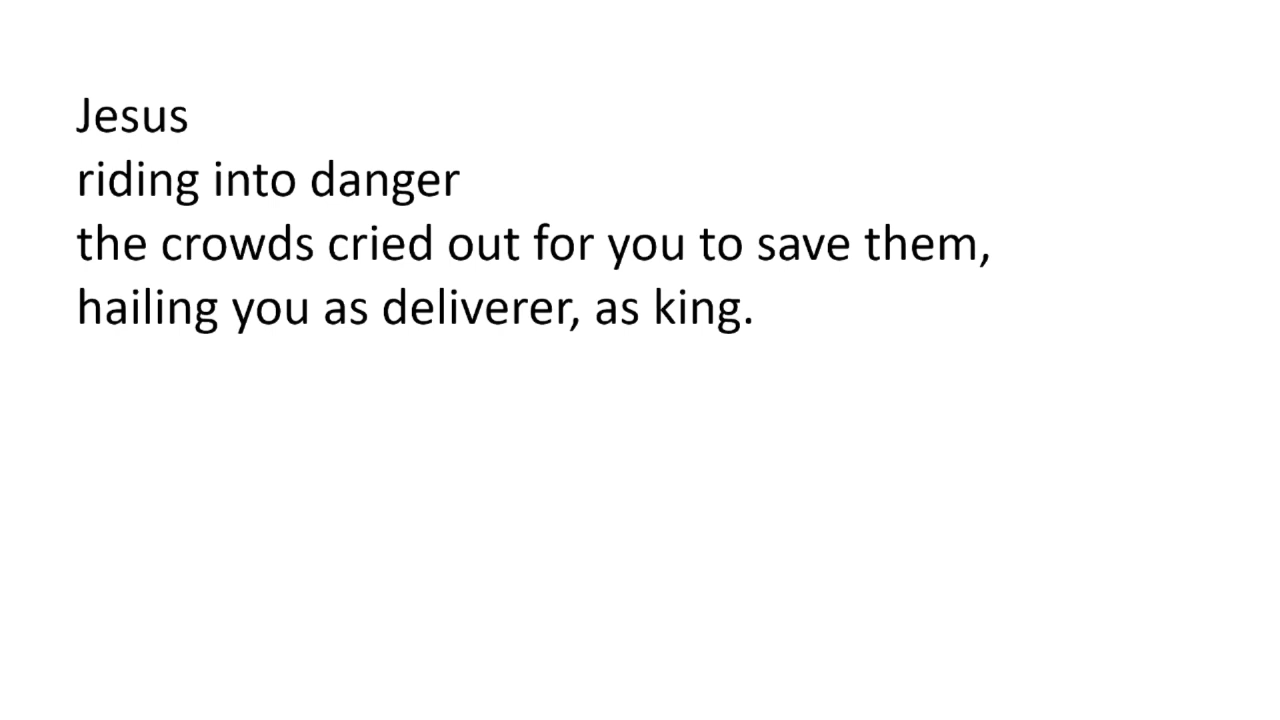 Jesus
riding into danger
the crowds cried out for you to save them,
hailing you as deliverer, as king.